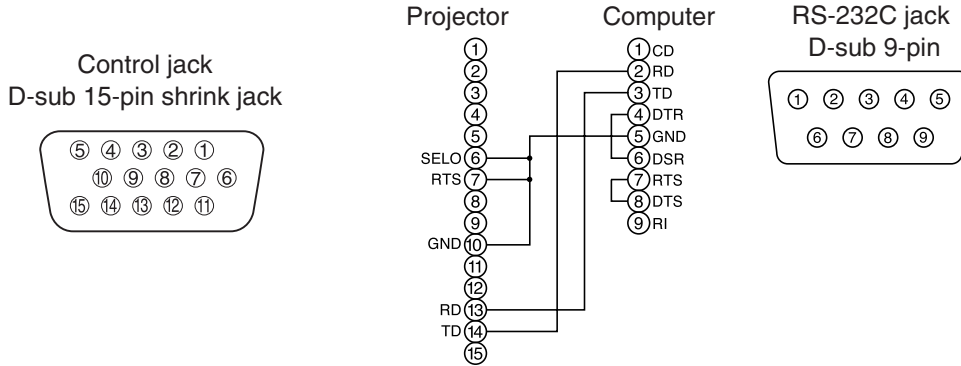 Control jack
D-sub 15-pin shrink jack
⑤ ④ ③ ② ①
⑩ ⑨ ⑧ ⑦ ⑥
⑮ ⑭ ⑬ ⑫ ⑪
Projector
①
②
③
④
⑤
SELO ⑥
RTS ⑦
⑧
⑨
GND ⑩
⑪
⑫
RD ⑬
TD ⑭
⑮
Computer
① CD
② RD
③ TD
④ DTR
⑤ GND
⑥ DSR
⑦ RTS
⑧ DTS
⑨ RI
RS-232C jack
D-sub 9-pin
① ② ③ ④ ⑤
⑥ ⑦ ⑧ ⑨